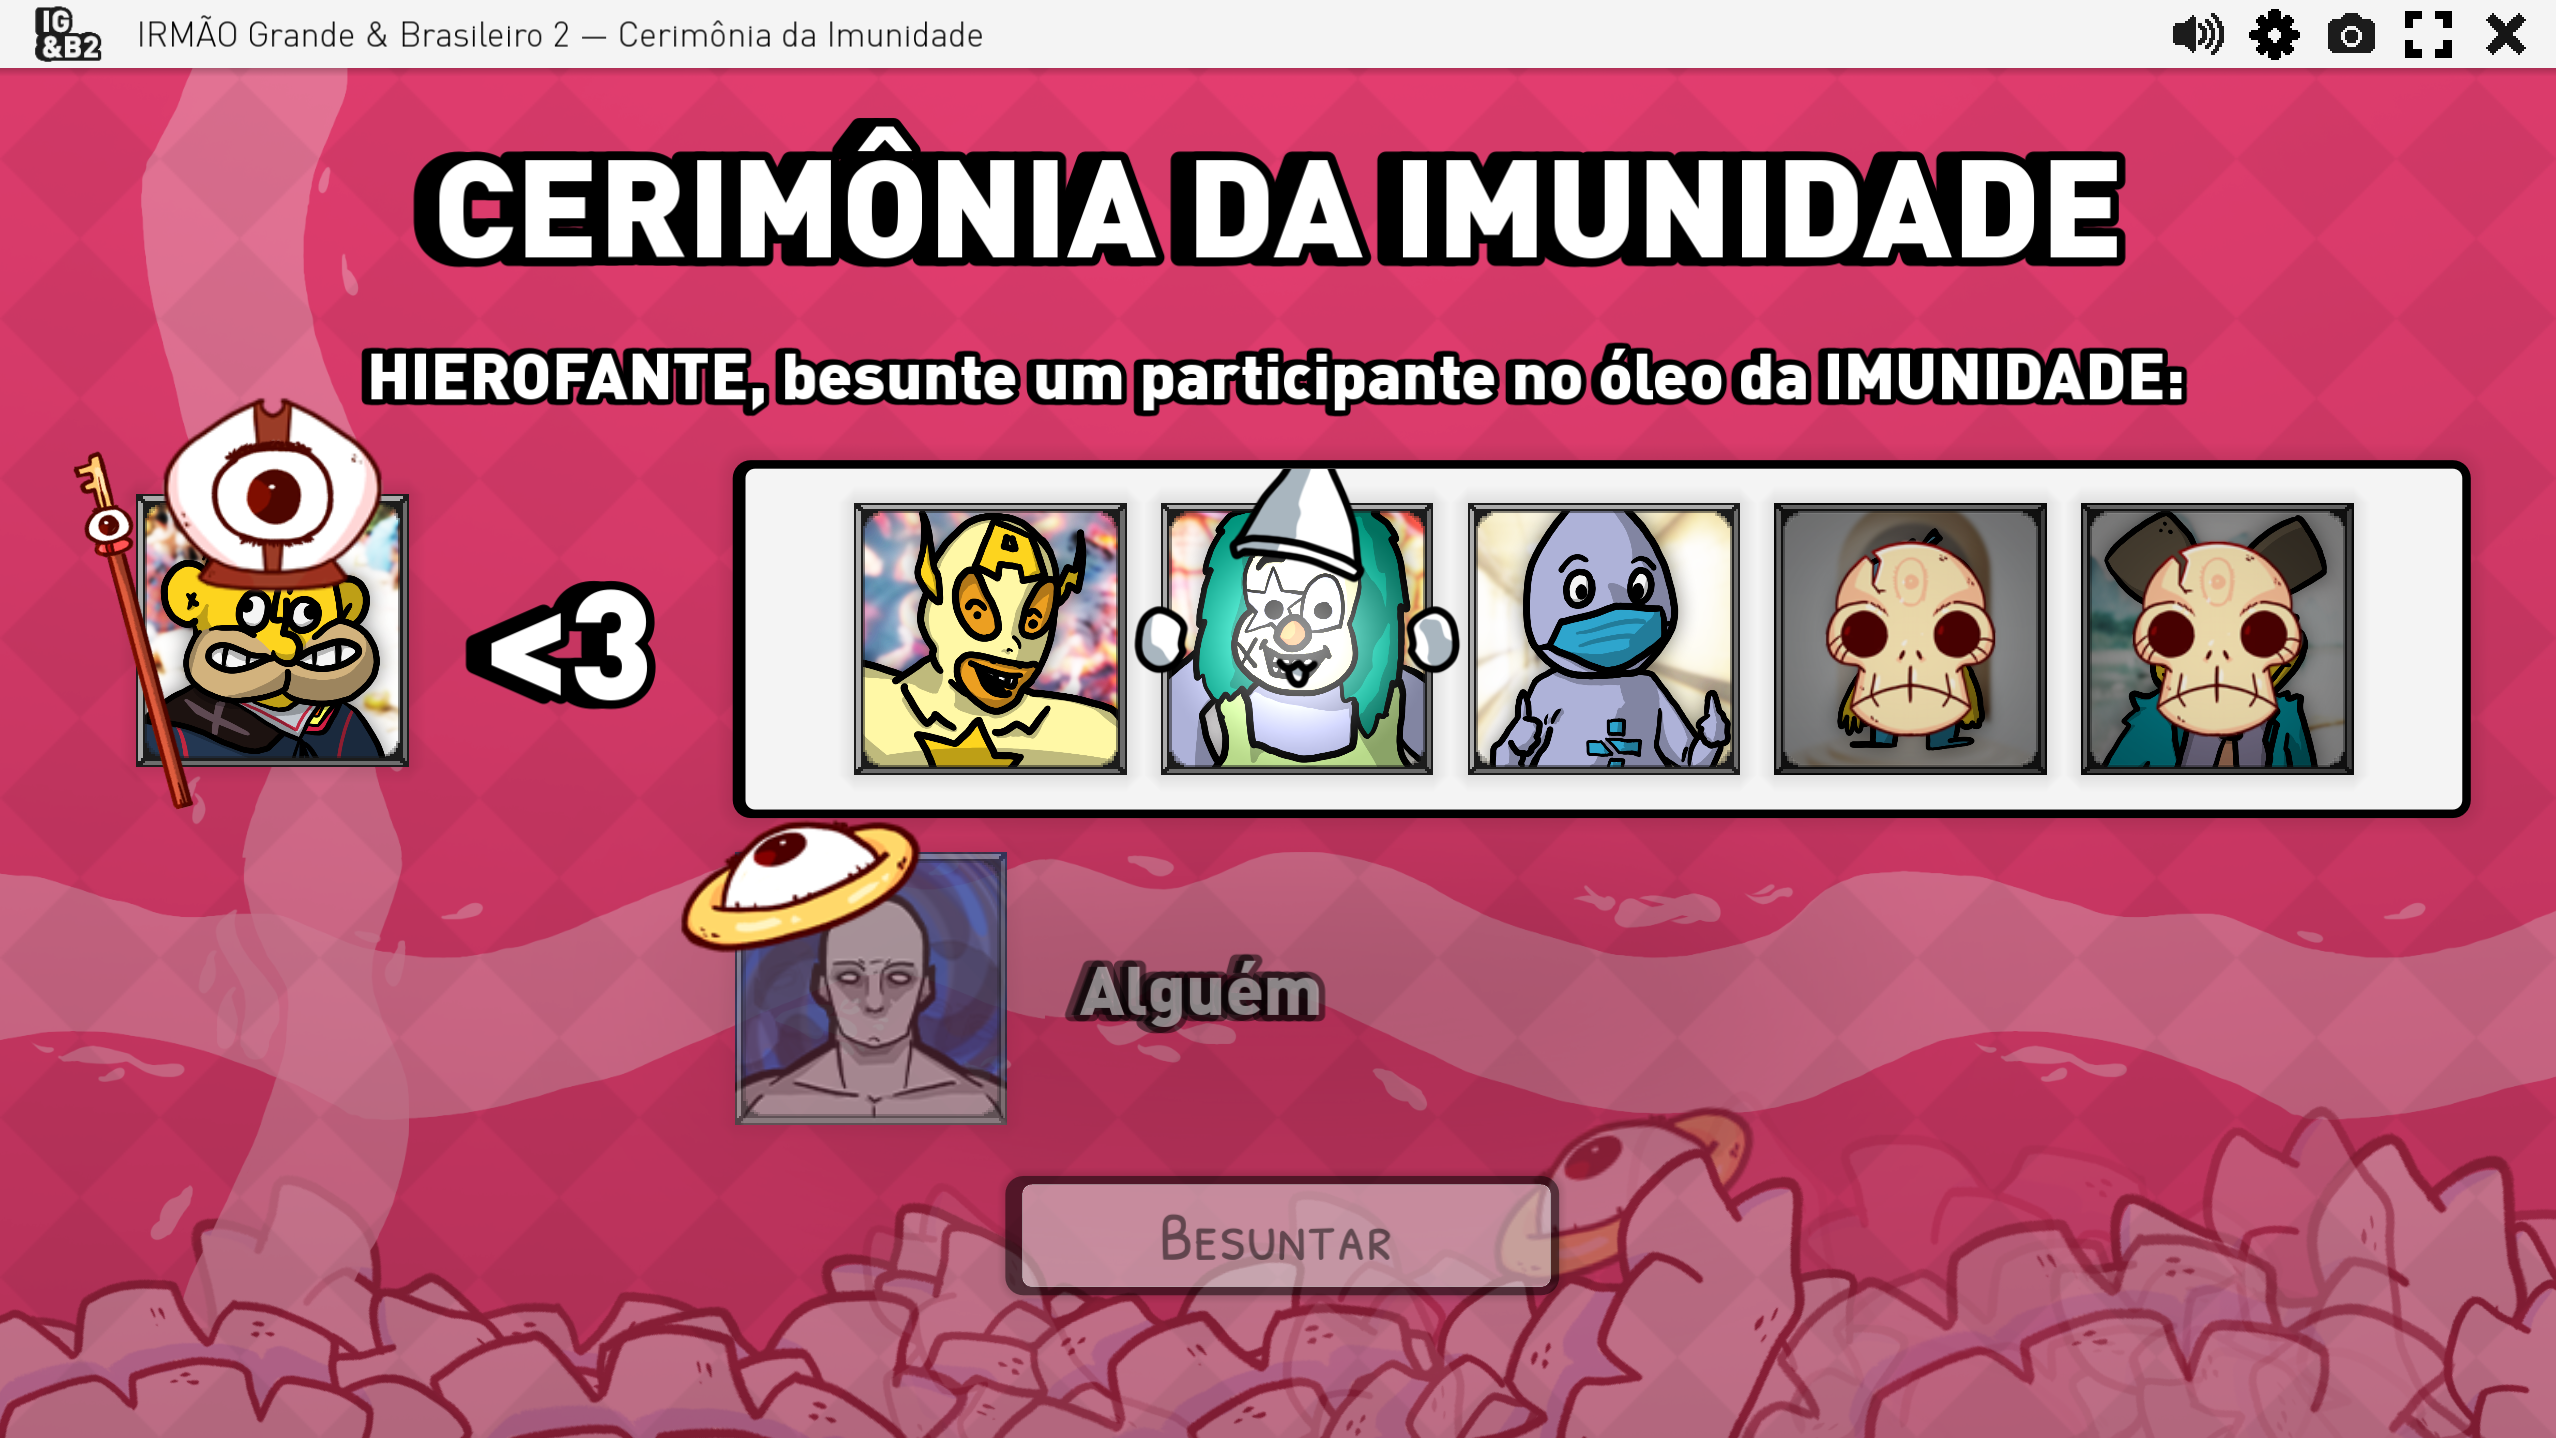 IG
&B2
IRMÃO Grande & Brasileiro 2 — Cerimônia da Imunidade
CERIMÔNIA DA IMUNIDADE
HIEROFANTE, besunte um participante no óleo da IMUNIDADE:
<3
Alguém
Besuntar